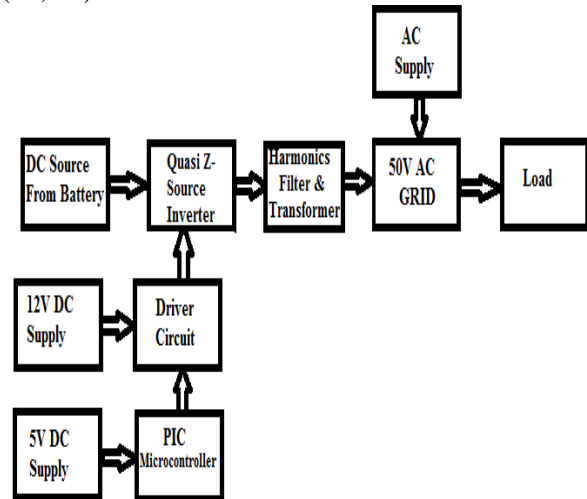 AC
Supply
DC Source
From Battery
Quasi Z-
Source
Inverter
Harmonics
Filter &
Transformer
50V AC
GRID
Load
12V DC
Supply
Driver
Circuit
5V DC
Supply
PIC
Microcontroller